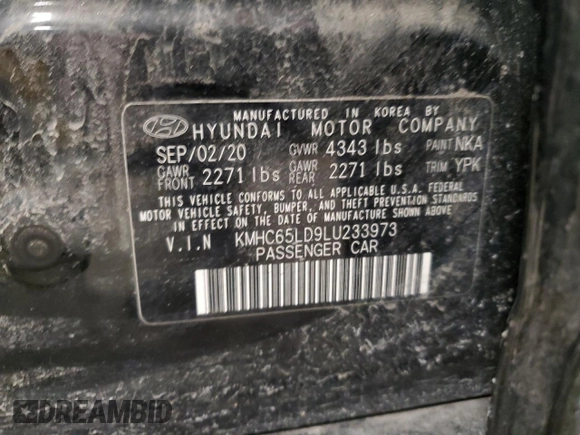 MANUFACTURED IN KOREA BY
HYUNDAI MOTOR COMPANY
SEP/02/20 GVWR 4343 lbs PAINT NKA
GAWR FRONT 2271 lbs GAWR REAR 2271 lbs TRIM YPK
THIS VEHICLE CONFORMS TO ALL APPLICABLE U.S.A. FEDERAL
MOTOR VEHICLE SAFETY, BUMPER, AND THEFT PREVENTION STANDARDS
IN EFFECT ON THE DATE OF MANUFACTURE SHOWN ABOVE.
V.I.N KMHC65LD9LU233973
PASSENGER CAR
DREAMBID